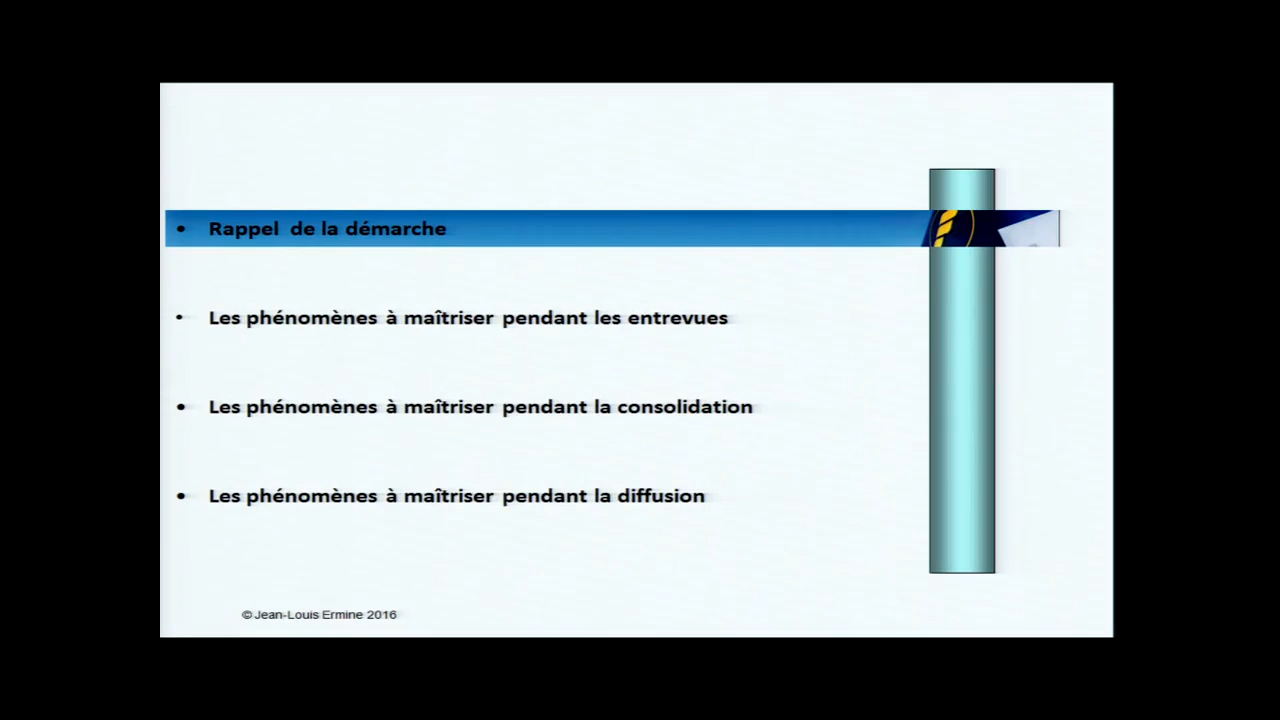 • Rappel de la démarche
• Les phénomènes à maîtriser pendant les entrevues
• Les phénomènes à maîtriser pendant la consolidation
• Les phénomènes à maîtriser pendant la diffusion
© Jean-Louis Ermine 2016